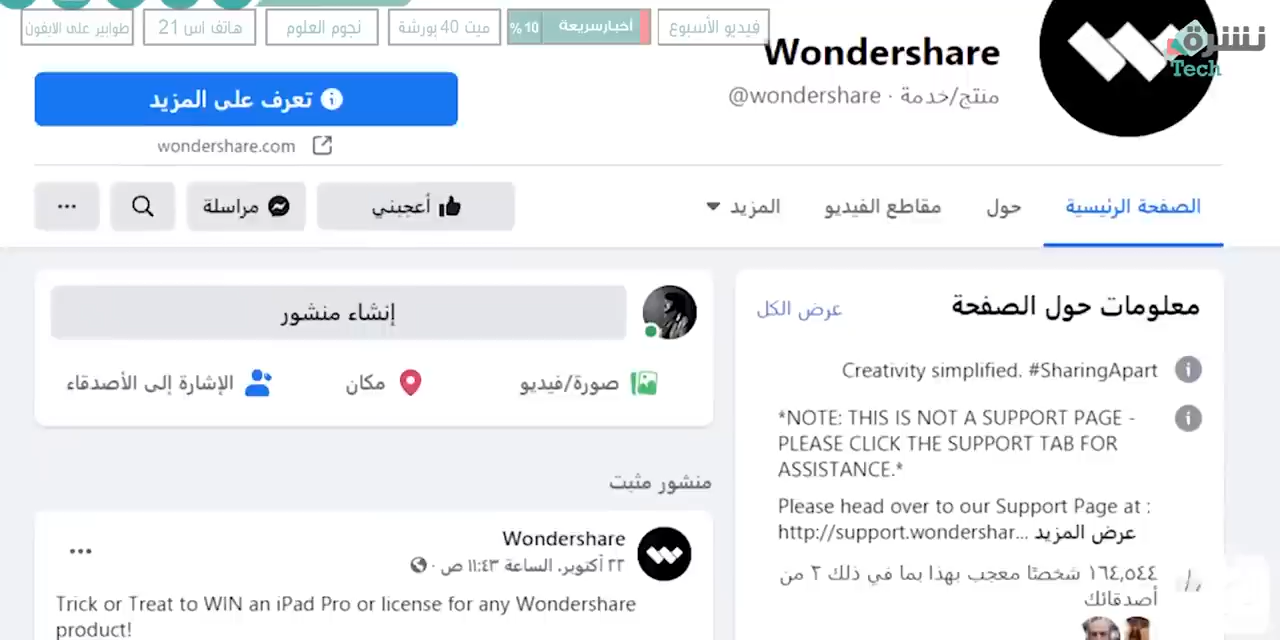 فيديو الأسبوع
أخبار سريعة
10 %
ميت 40 بورشة
نجوم العلوم
هاتف اس 21
طوابير على الايفون
نشرة
Tech
Wondershare
منتج/خدمة · @wondershare
تعرف على المزيد
wondershare.com
الصفحة الرئيسية
حول
مقاطع الفيديو
المزيد
أعجبني
مراسلة
معلومات حول الصفحة
عرض الكل
Creativity simplified. #SharingApart
*NOTE: THIS IS NOT A SUPPORT PAGE -
PLEASE CLICK THE SUPPORT TAB FOR
ASSISTANCE.*
Please head over to our Support Page at :
http://support.wondershar... عرض المزيد
١٦٤,٥٤٤ شخصًا معجب بهذا بما في ذلك ٢ من
أصدقائك
إنشاء منشور
صورة/فيديو
مكان
الإشارة إلى الأصدقاء
منشور مثبت
Wondershare
٢٢ أكتوبر، الساعة ١١:٤٣ ص ·
Trick or Treat to WIN an iPad Pro or license for any Wondershare
product!